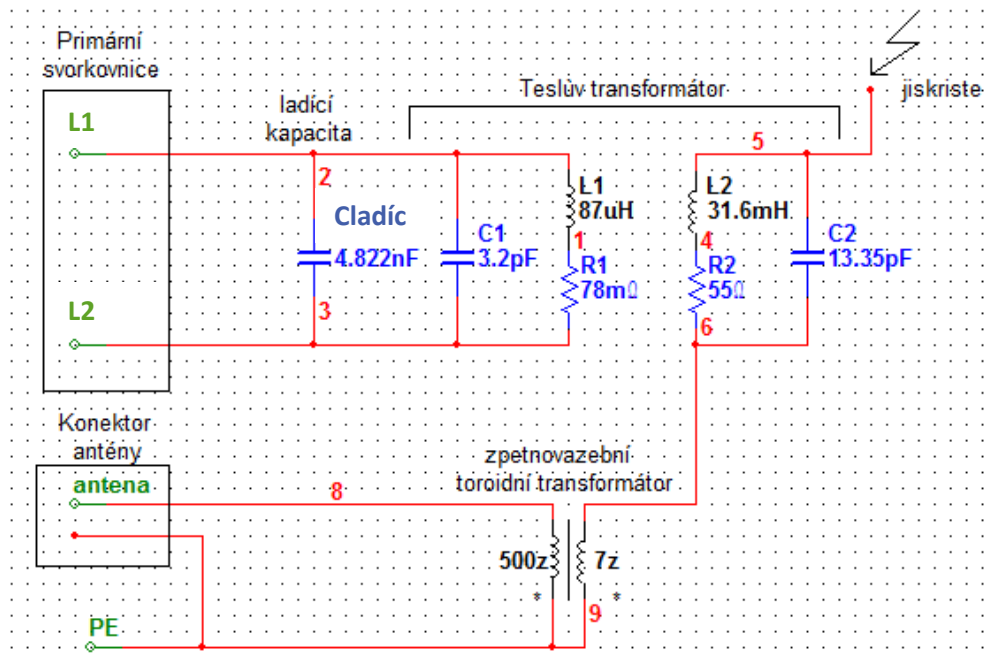 Primární
svorkovnice
L1
L2
ladící
kapacita
Teslùv transformátor
jiskriste
2
Cladíc
4.822nF
3
C1
3.2pF
L1
87uH
1
R1
78mΩ
5
L2
31.6mH
4
R2
55Ω
6
C2
13.35pF
Konektor
antény
antena
8
zpetnovazební
toroidní transformátor
500z
7z
* *
9
PE